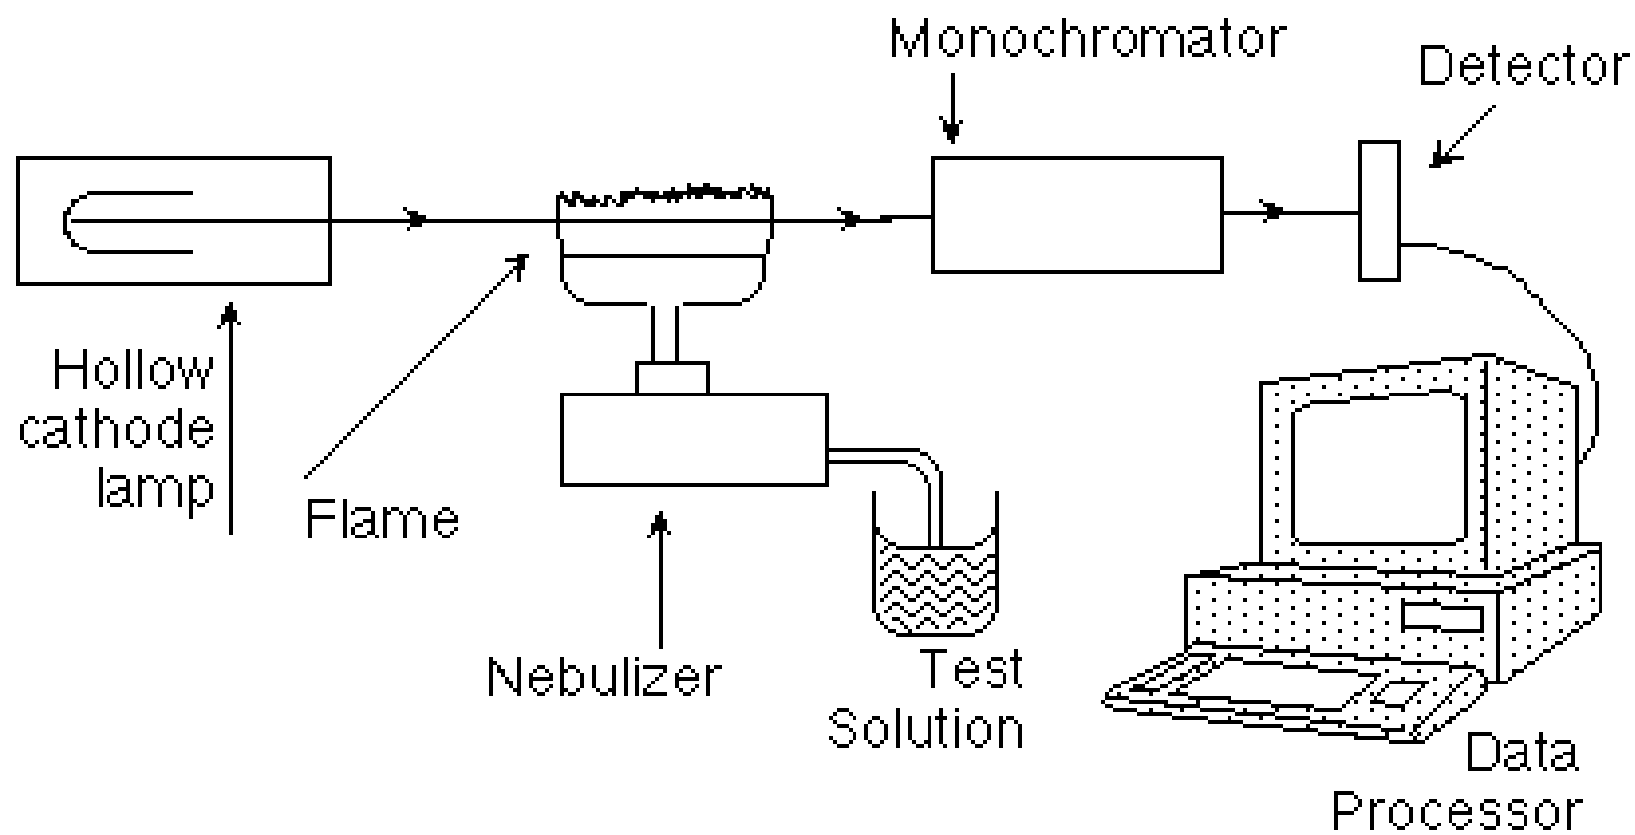 Monochromator
Detector
Hollow
cathode
lamp
Flame
Nebulizer
Test
Solution
Data
Processor